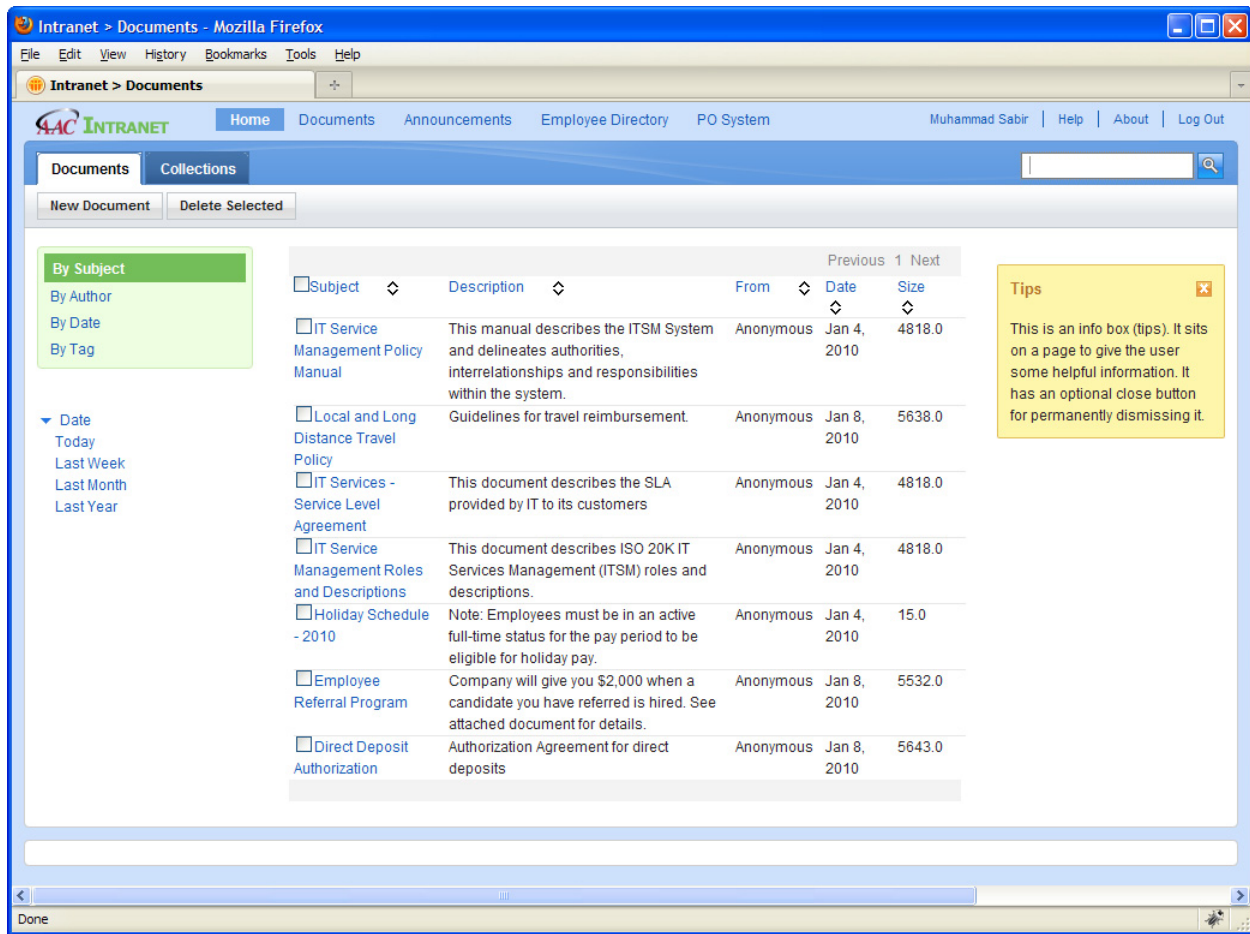 Intranet > Documents - Mozilla Firefox
File Edit View History Bookmarks Tools Help
Intranet > Documents
AAC INTRANET Home Documents Announcements Employee Directory PO System Muhammad Sabir | Help | About | Log Out
Documents Collections
New Document Delete Selected
By Subject
By Author
By Date
By Tag
Date
Today
Last Week
Last Month
Last Year
Previous 1 Next
Subject Description From Date Size
IT Service This manual describes the ITSM System Anonymous Jan 4, 4818.0
Management Policy and delineates authorities, 2010
Manual interrelationships and responsibilities
within the system.
Local and Long Guidelines for travel reimbursement. Anonymous Jan 8, 5638.0
Distance Travel 2010
Policy
IT Services - This document describes the SLA Anonymous Jan 4, 4818.0
Service Level provided by IT to its customers 2010
Agreement
IT Service This document describes ISO 20K IT Anonymous Jan 4, 4818.0
Management Roles Services Management (ITSM) roles and 2010
and Descriptions descriptions.
Holiday Schedule Note: Employees must be in an active Anonymous Jan 4, 15.0
- 2010 full-time status for the pay period to be 2010
eligible for holiday pay.
Employee Company will give you $2,000 when a Anonymous Jan 8, 5532.0
Referral Program candidate you have referred is hired. See 2010
attached document for details.
Direct Deposit Authorization Agreement for direct Anonymous Jan 8, 5643.0
Authorization deposits 2010
Tips
This is an info box (tips). It sits
on a page to give the user
some helpful information. It
has an optional close button
for permanently dismissing it.
Done